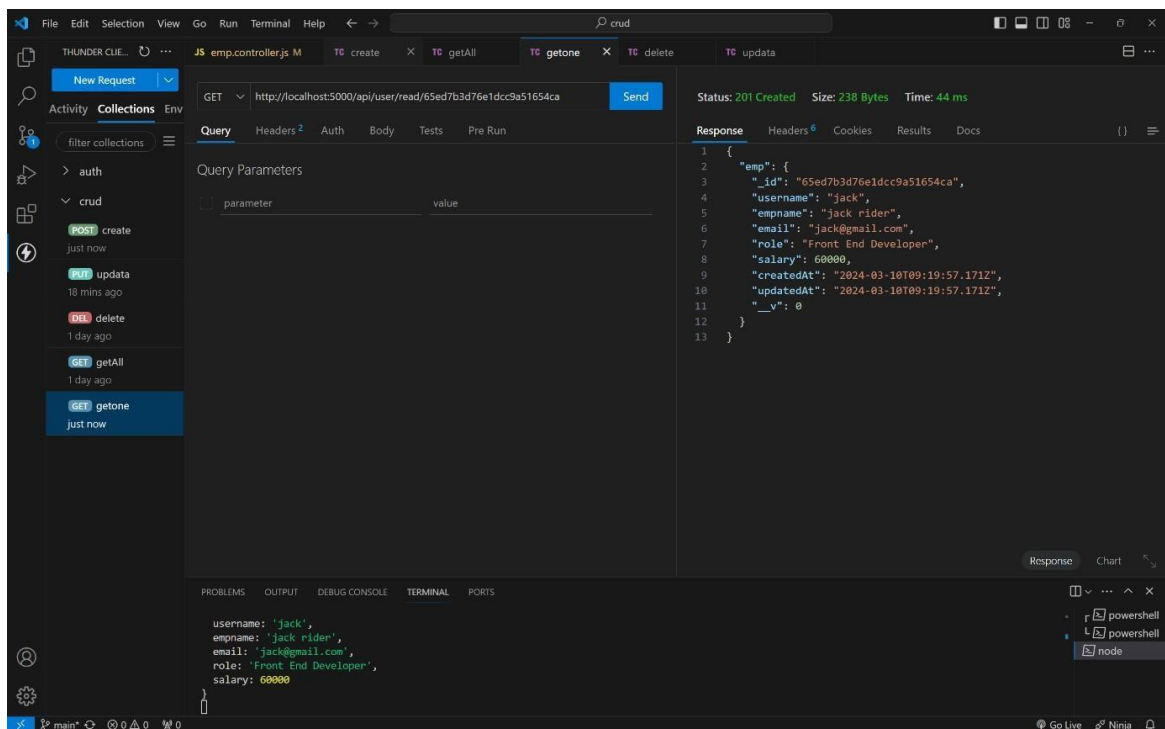 File Edit Selection View Go Run Terminal Help crud
THUNDER CLIE... JS emp.controller.js M TC create TC getAll TC getone TC delete TC updata
New Request
Activity Collections Env
filter collections
auth
crud
POST create
just now
PUT updata
18 mins ago
DEL delete
1 day ago
GET getAll
1 day ago
GET getone
just now
GET http://localhost:5000/api/user/read/65ed7b3d76e1dcc9a51654ca Send
Query Headers 2 Auth Body Tests Pre Run
Query Parameters
parameter value
Status: 201 Created Size: 238 Bytes Time: 44 ms
Response Headers 6 Cookies Results Docs {}
1 {
2 "emp": {
3 "_id": "65ed7b3d76e1dcc9a51654ca",
4 "username": "jack",
5 "empname": "jack rider",
6 "email": "jack@gmail.com",
7 "role": "Front End Developer",
8 "salary": 60000,
9 "createdAt": "2024-03-10T09:19:57.171Z",
10 "updatedAt": "2024-03-10T09:19:57.171Z",
11 "__v": 0
12 }
13 }
Response Chart
PROBLEMS OUTPUT DEBUG CONSOLE TERMINAL PORTS
username: 'jack',
empname: 'jack rider',
email: 'jack@gmail.com',
role: 'Front End Developer',
salary: 60000
}
powershell
powershell
node
main* 0 0 0 Go Live Ninja